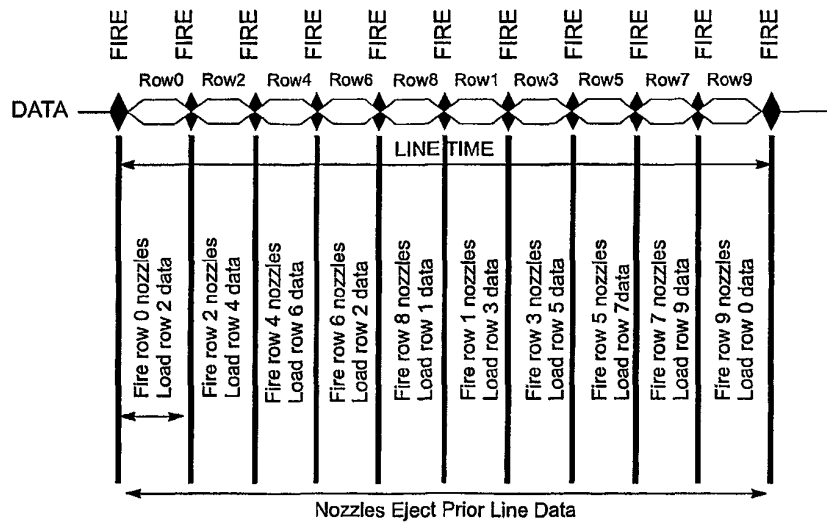 FIRE FIRE FIRE FIRE FIRE FIRE FIRE FIRE FIRE FIRE FIRE
Row0 Row2 Row4 Row6 Row8 Row1 Row3 Row5 Row7 Row9
DATA
LINE TIME
Fire row 0 nozzles
Load row 2 data
Fire row 2 nozzles
Load row 4 data
Fire row 4 nozzles
Load row 6 data
Fire row 6 nozzles
Load row 2 data
Fire row 8 nozzles
Load row 1 data
Fire row 1 nozzles
Load row 3 data
Fire row 3 nozzles
Load row 5 data
Fire row 5 nozzles
Load row 7data
Fire row 7 nozzles
Load row 9 data
Fire row 9 nozzles
Load row 0 data
Nozzles Eject Prior Line Data